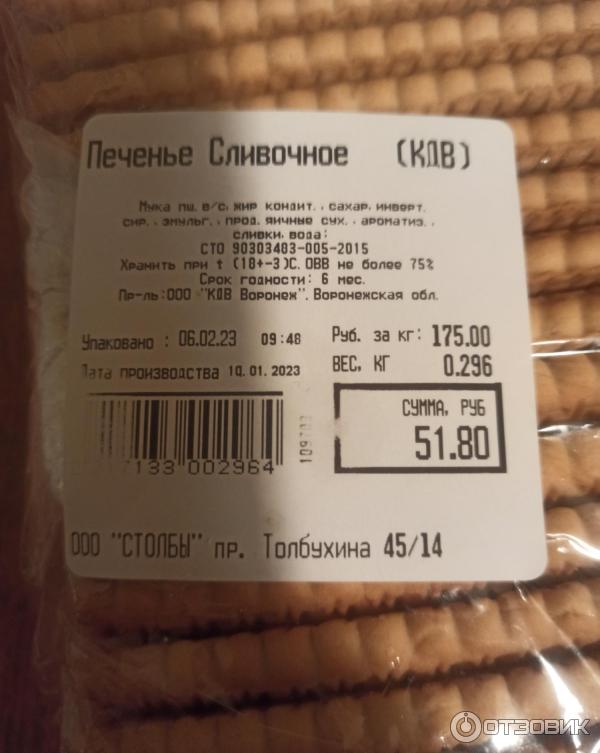 Печенье Сливочное (КДВ)
Мука пш. в/с, жир кондит., сахар, инверт.
сир., эмульг., прод. яичные сух., ароматиз.,
сливки, вода;
СТО 90303483-005-2015
Хранить при t (18+-3)С. ОВВ не более 75%
Срок годности: 6 мес.
Пр-ль:ООО "КДВ Воронеж". Воронежская обл.
Упаковано : 06.02.23 09:48 Руб. за кг: 175.00
Дата производства 10.01.2023 ВЕС, КГ 0.296
СУММА, РУБ
51.80
133 002964
ООО "СТОЛБЫ" пр. Толбухина 45/14
ОТЗОВИК